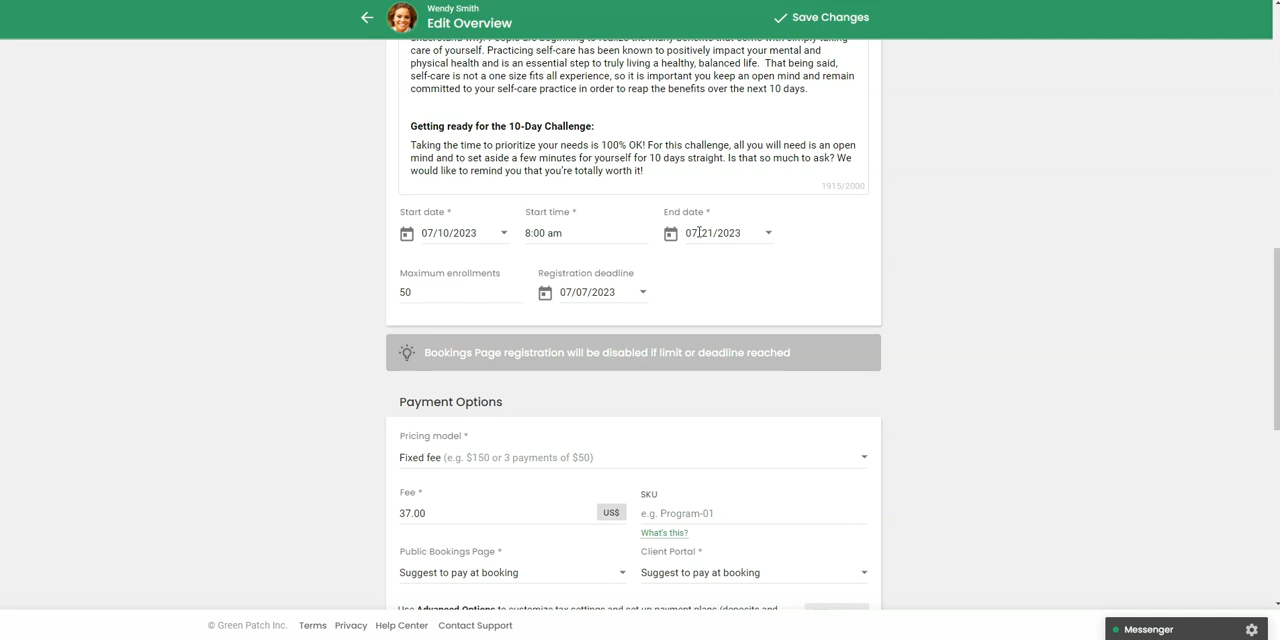 Wendy Smith
Edit Overview
Save Changes
understand why. People are beginning to realize the many benefits that come with simply taking
care of yourself. Practicing self-care has been known to positively impact your mental and
physical health and is an essential step to truly living a healthy, balanced life.  That being said,
self-care is not a one size fits all experience, so it is important you keep an open mind and remain
committed to your self-care practice in order to reap the benefits over the next 10 days.
Getting ready for the 10-Day Challenge:
Taking the time to prioritize your needs is 100% OK! For this challenge, all you will need is an open
mind and to set aside a few minutes for yourself for 10 days straight. Is that so much to ask? We
would like to remind you that you're totally worth it!
1915/2000
Start date * Start time * End date *
07/10/2023 8:00 am 07/21/2023
Maximum enrollments Registration deadline
50 07/07/2023
Bookings Page registration will be disabled if limit or deadline reached
Payment Options
Pricing model *
Fixed fee (e.g. $150 or 3 payments of $50)
Fee * SKU
37.00 US$ e.g. Program-01
What's this?
Public Bookings Page * Client Portal *
Suggest to pay at booking Suggest to pay at booking
Use Advanced Options to customize tax settings and set up payment plans (deposits and
© Green Patch Inc. Terms Privacy Help Center Contact Support
Messenger